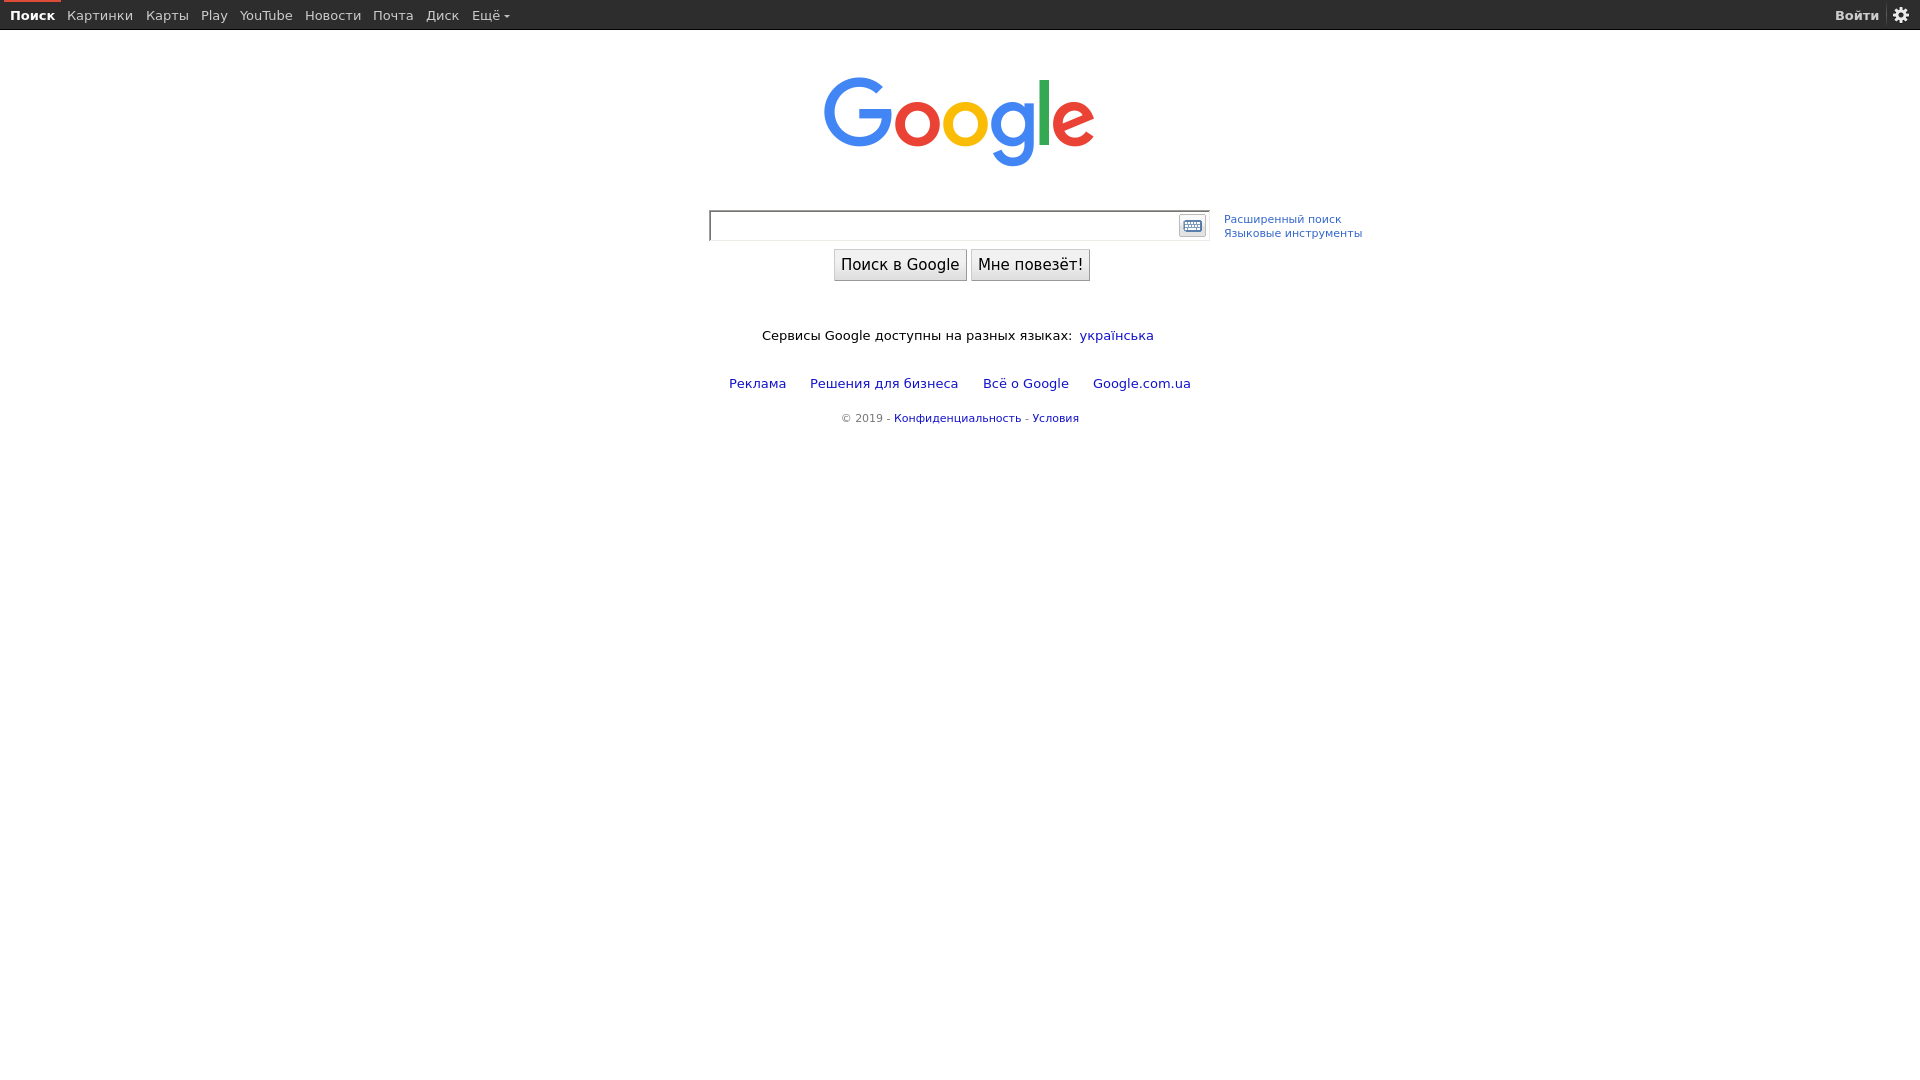 Поиск Картинки Карты Play YouTube Новости Почта Диск Ещё Войти
Google
Расширенный поиск
Языковые инструменты
Поиск в Google Мне повезёт!
Сервисы Google доступны на разных языках: українська
Реклама Решения для бизнеса Всё о Google Google.com.ua
© 2019 - Конфиденциальность - Условия